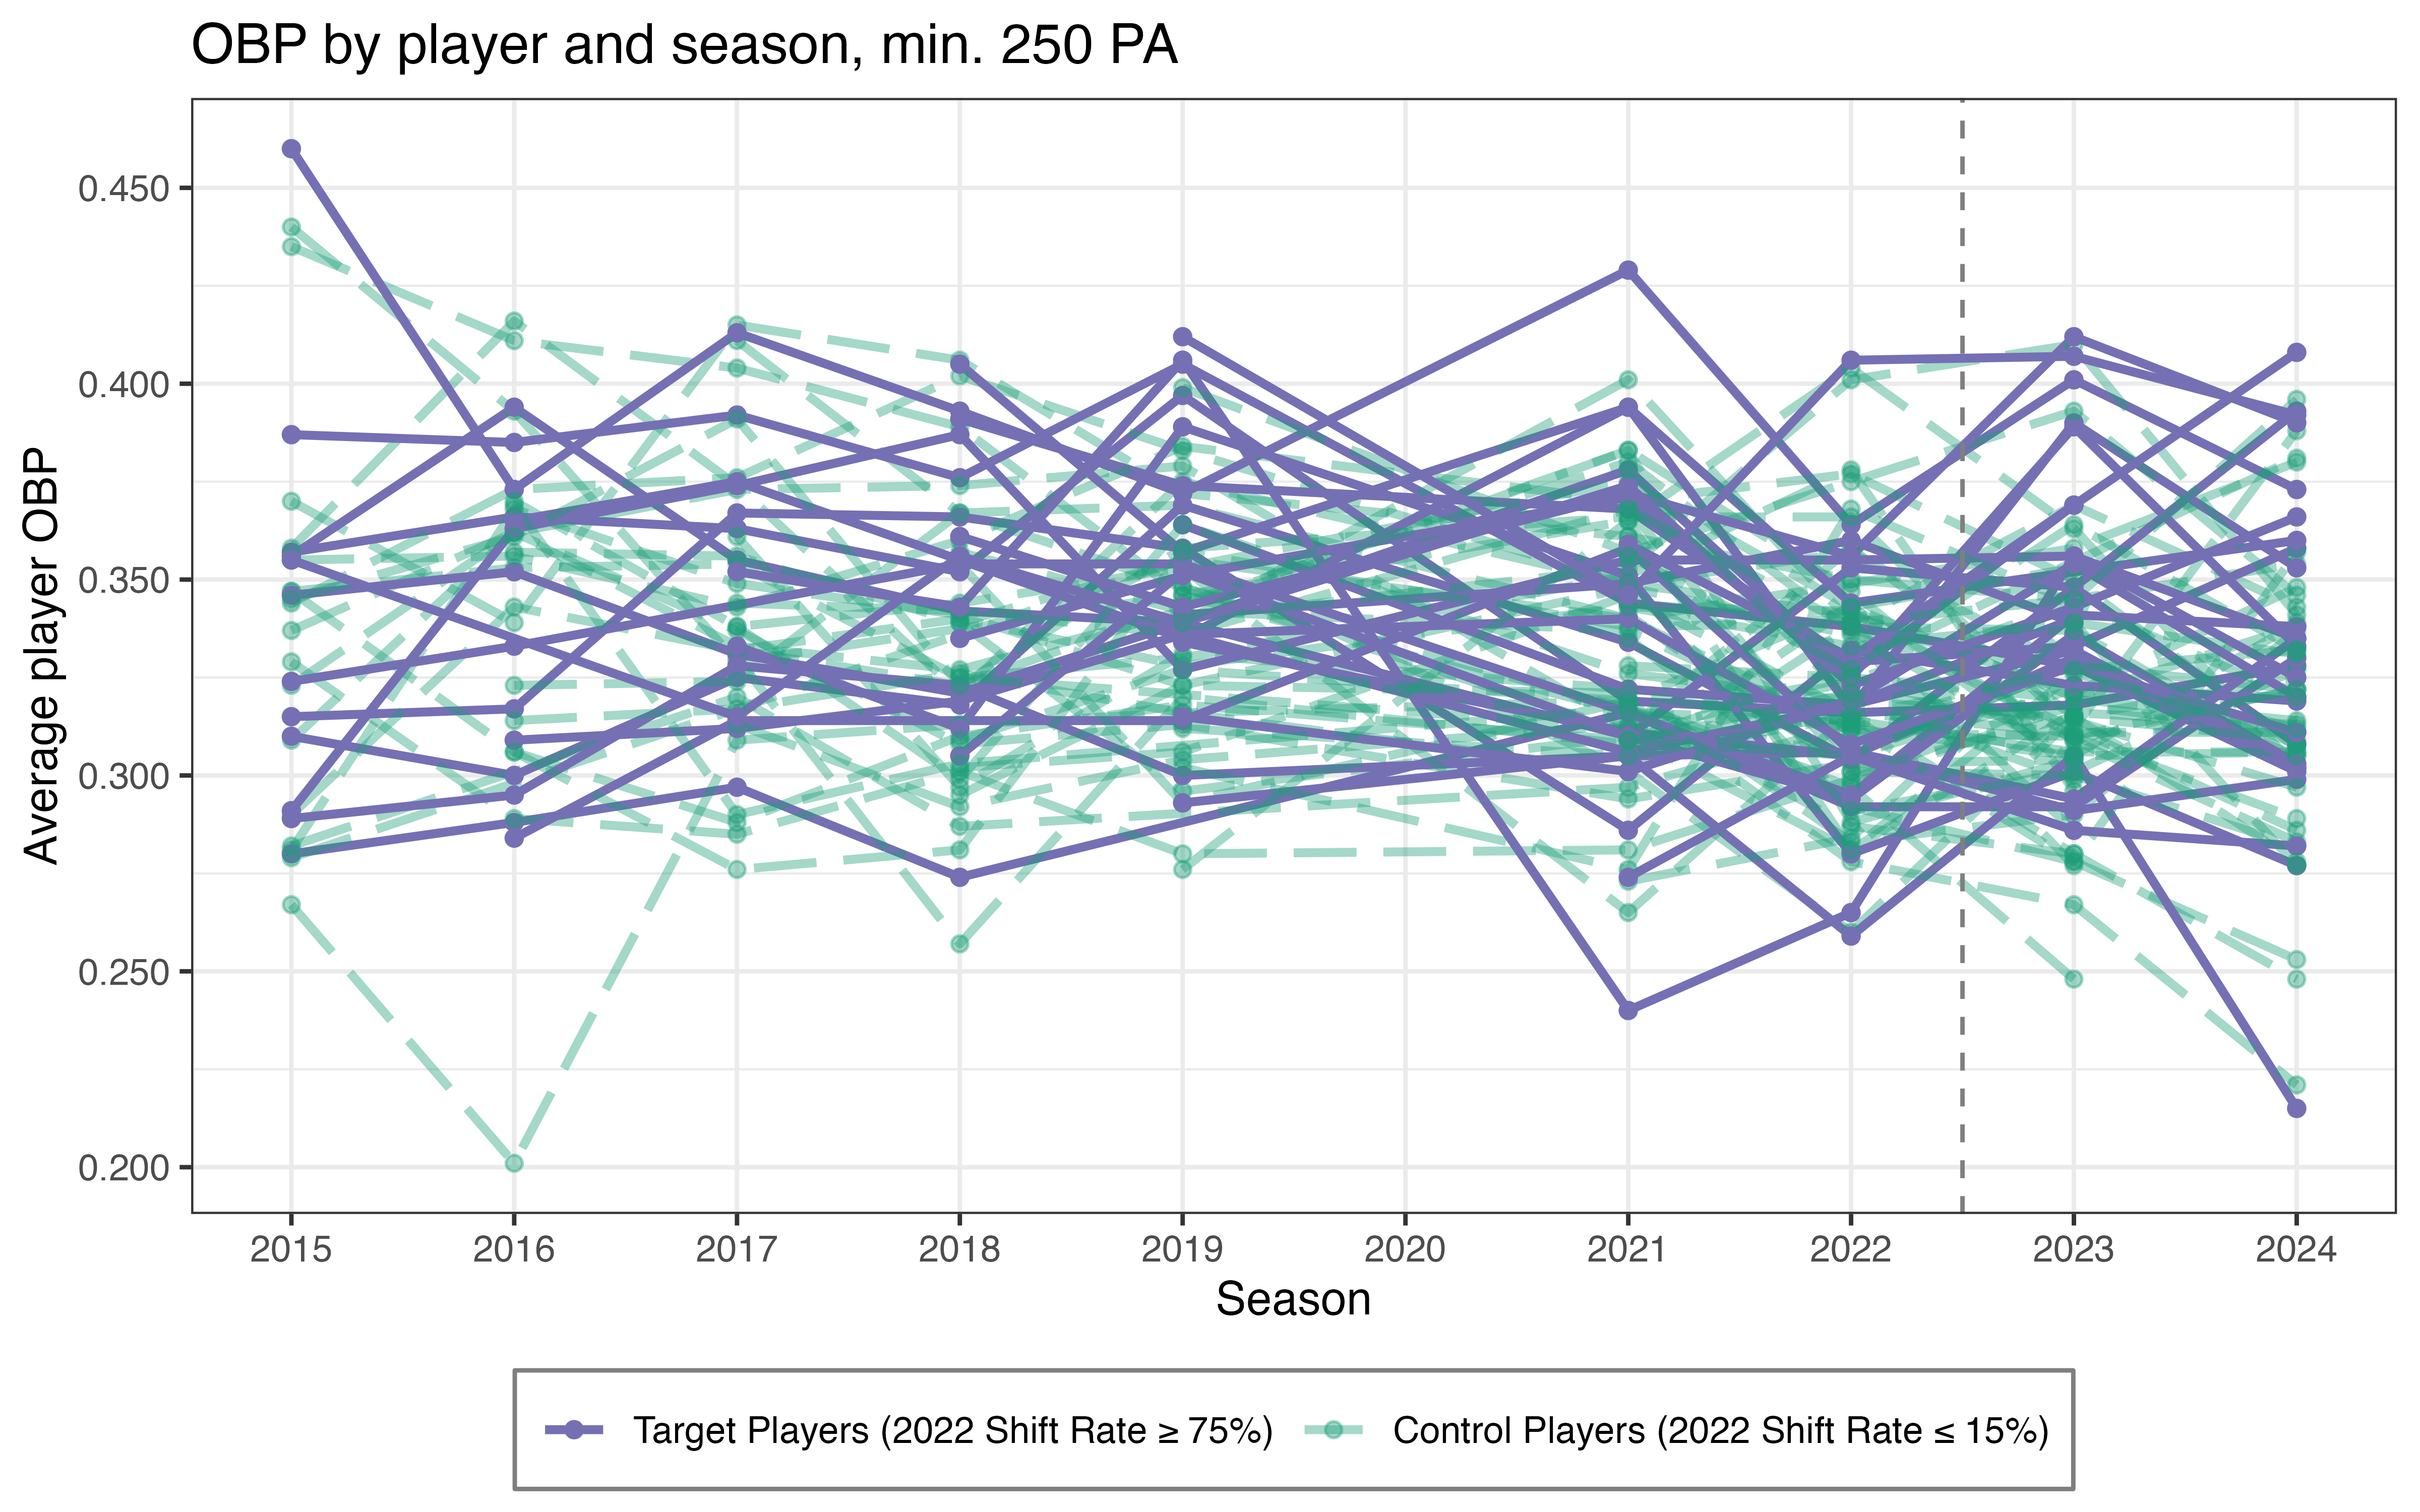 OBP by player and season, min. 250 PA
Average player OBP
0.450
0.400
0.350
0.300
0.250
0.200
2015 2016 2017 2018 2019 2020 2021 2022 2023 2024
Season
Target Players (2022 Shift Rate ≥ 75%) Control Players (2022 Shift Rate ≤ 15%)